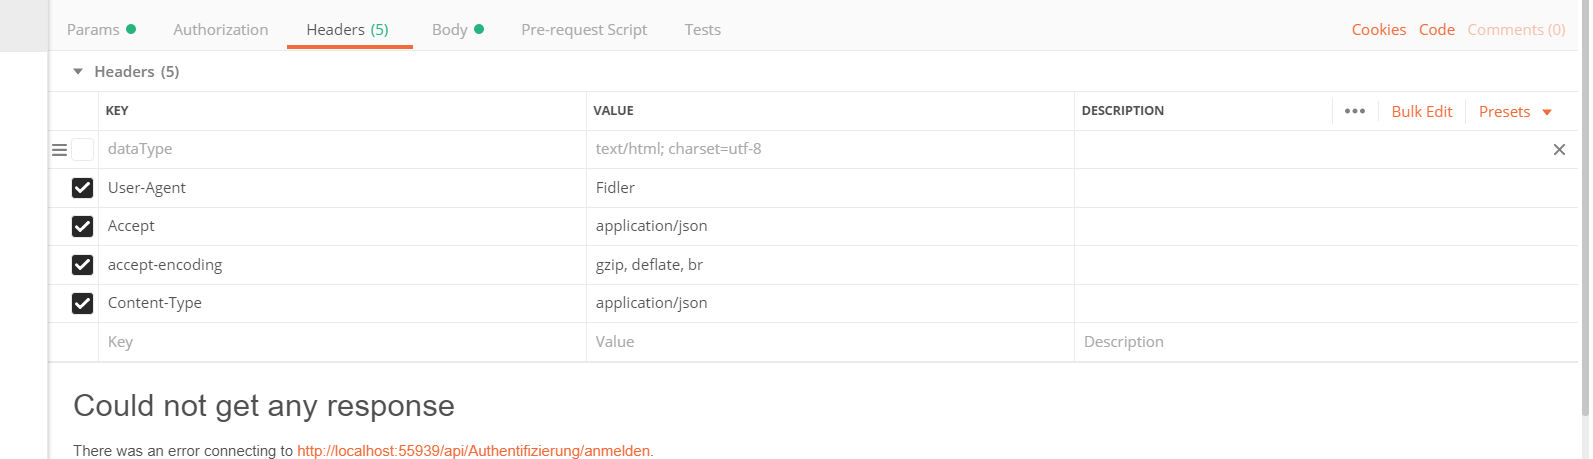 Params Authorization Headers (5) Body Pre-request Script Tests Cookies Code Comments (0)
Headers (5)
KEY VALUE DESCRIPTION Bulk Edit Presets
dataType text/html; charset=utf-8
User-Agent Fidler
Accept application/json
accept-encoding gzip, deflate, br
Content-Type application/json
Key Value Description
Could not get any response
There was an error connecting to http://localhost:55939/api/Authentifizierung/anmelden.